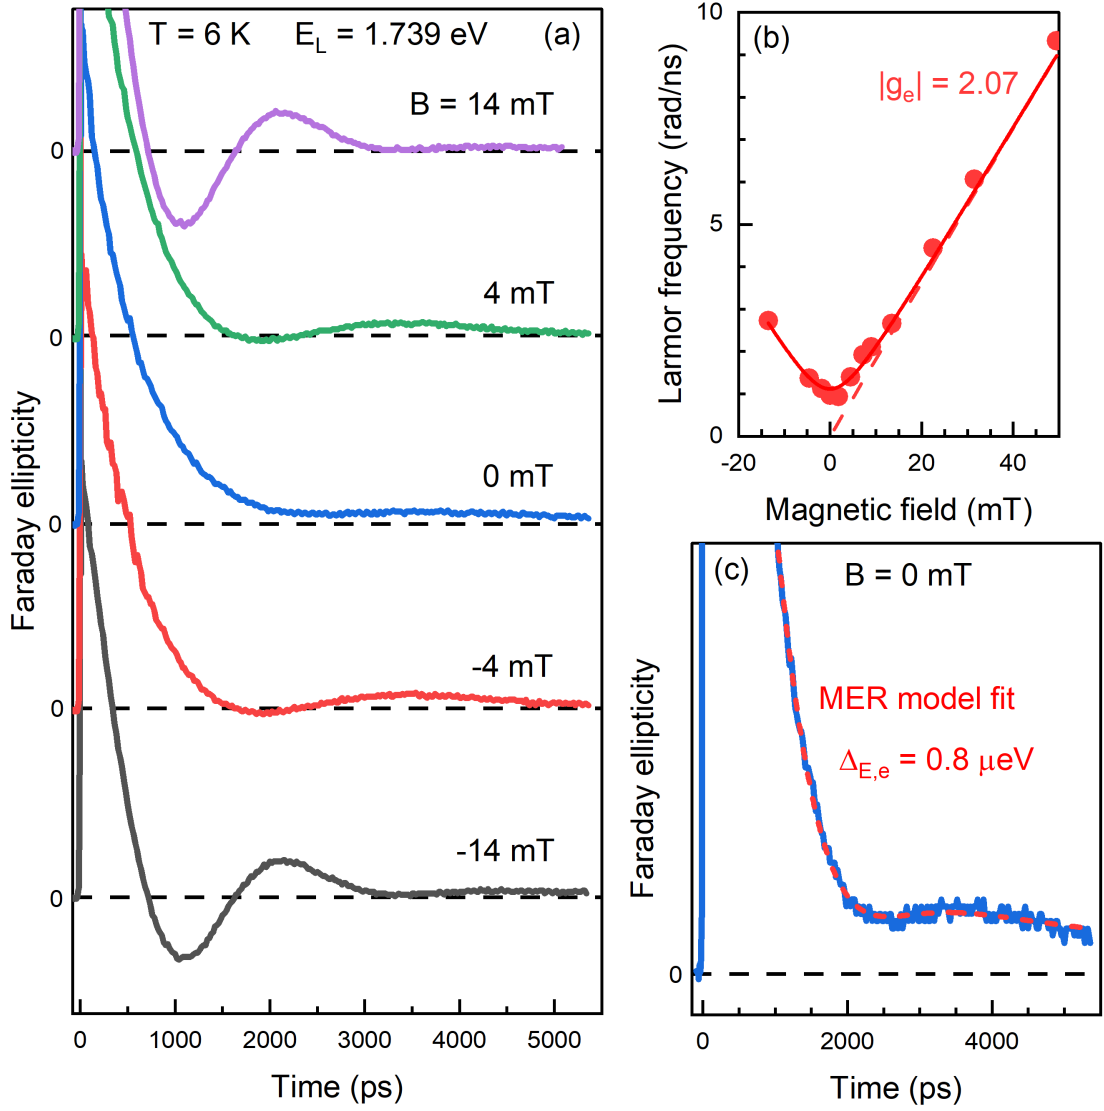 T = 6 K E_L = 1.739 eV (a)
B = 14 mT
0
4 mT
0
0 mT
0
-4 mT
0
-14 mT
0
Faraday ellipticity
0 1000 2000 3000 4000 5000
Time (ps)
(b)
|g_e| = 2.07
10
5
0
Larmor frequency (rad/ns)
-20 0 20 40
Magnetic field (mT)
(c) B = 0 mT
MER model fit
Δ_E,e = 0.8 μeV
0
Faraday ellipticity
0 2000 4000
Time (ps)